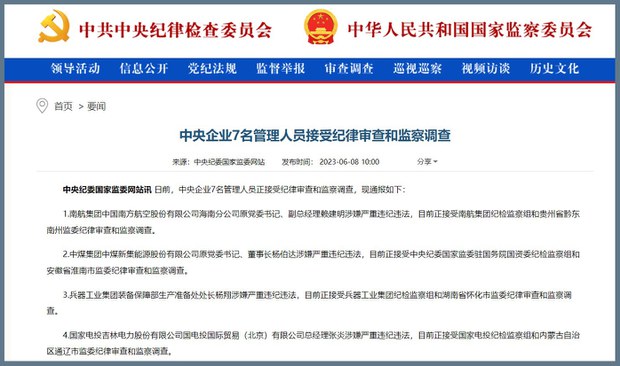 中共中央纪律检查委员会 中华人民共和国国家监察委员会
领导活动 信息公开 党纪法规 监督举报 审查调查 巡视巡察 视频访谈 历史文化
首页 > 要闻
中央企业7名管理人员接受纪律审查和监察调查
来源：中央纪委国家监委网站 发布时间：2023-06-08 10:00 分享
中央纪委国家监委网站讯 日前，中央企业7名管理人员正接受纪律审查和监察调查，现通报如下：
1.南航集团中国南方航空股份有限公司海南分公司原党委书记、副总经理赖建明涉嫌严重违纪违法，目前正接受南航集团纪检监察组和贵州省黔东
南州监委纪律审查和监察调查。
2.中煤集团中煤新集能源股份有限公司原党委书记、董事长杨伯达涉嫌严重违纪违法，目前正接受中央纪委国家监委驻国务院国资委纪检监察组和
安徽省淮南市监委纪律审查和监察调查。
3.兵器工业集团装备保障部生产准备处处长杨翔涉嫌严重违纪违法，目前正接受兵器工业集团纪检监察组和湖南省怀化市监委纪律审查和监察调
查。
4.国家电投吉林电力股份有限公司国电投国际贸易（北京）有限公司总经理张炎涉嫌严重违纪违法，目前正接受国家电投纪检监察组和内蒙古自治
区通辽市监委纪律审查和监察调查。